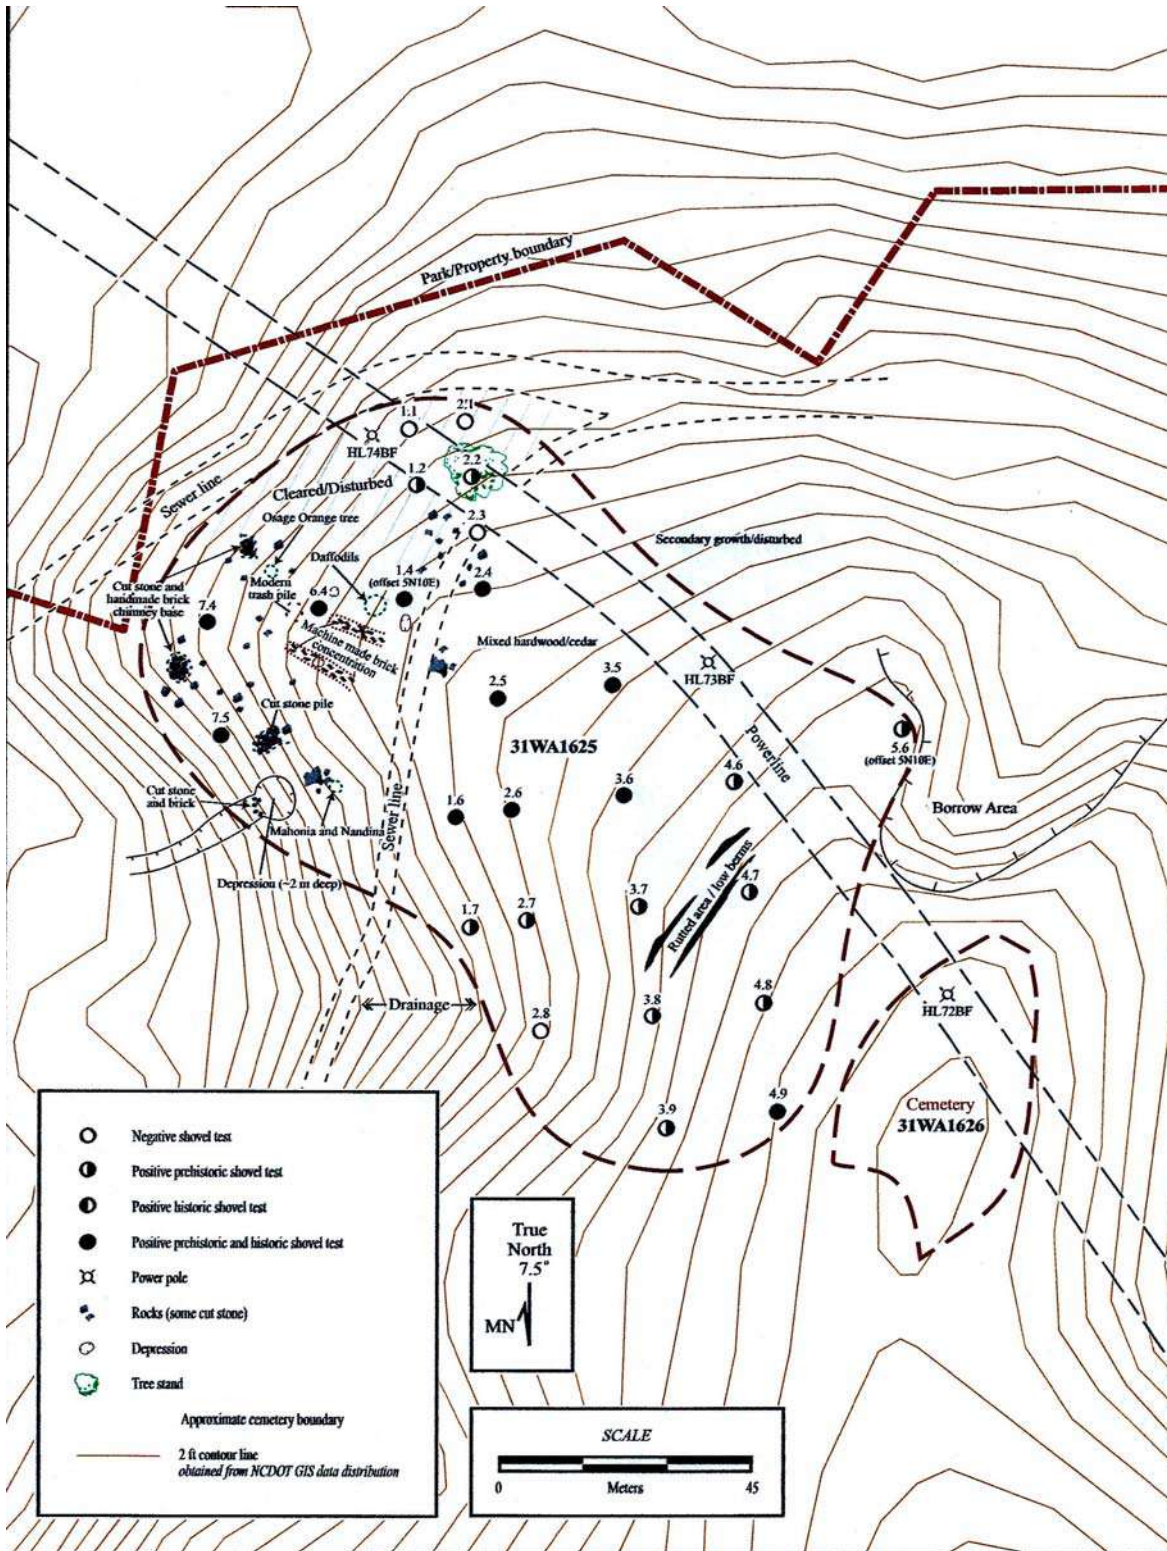 Park/Property boundary
1.1
2.1
HL74BF
2.2
1.2
Cleared/Disturbed
Sewer line
Osage Orange tree
2.3
Daffodils
Secondary growth/disturbed
1.4
(offset 5N10E)
2.4
Cut stone and
handmade brick
chimney base
Modern
trash pile
6.4
7.4
Machine made brick
concentration
Mixed hardwood/cedar
3.5
2.5
HL73BF
Cut stone pile
7.5
31WA1625
Powerline
5.6
(offset 5N10E)
4.6
3.6
2.6
1.6
Cut stone
and brick
Sewer line
Borrow Area
Mahonia and Nandina
Depression (~2 m deep)
Rutted area / low berms
4.7
3.7
2.7
1.7
Drainage
4.8
3.8
2.8
HL72BF
4.9
3.9
Cemetery
31WA1626
Negative shovel test
Positive prehistoric shovel test
Positive historic shovel test
Positive prehistoric and historic shovel test
Power pole
Rocks (some cut stone)
Depression
Tree stand
Approximate cemetery boundary
2 ft contour line
obtained from NCDOT GIS data distribution
True
North
7.5°
MN
SCALE
0 Meters 45